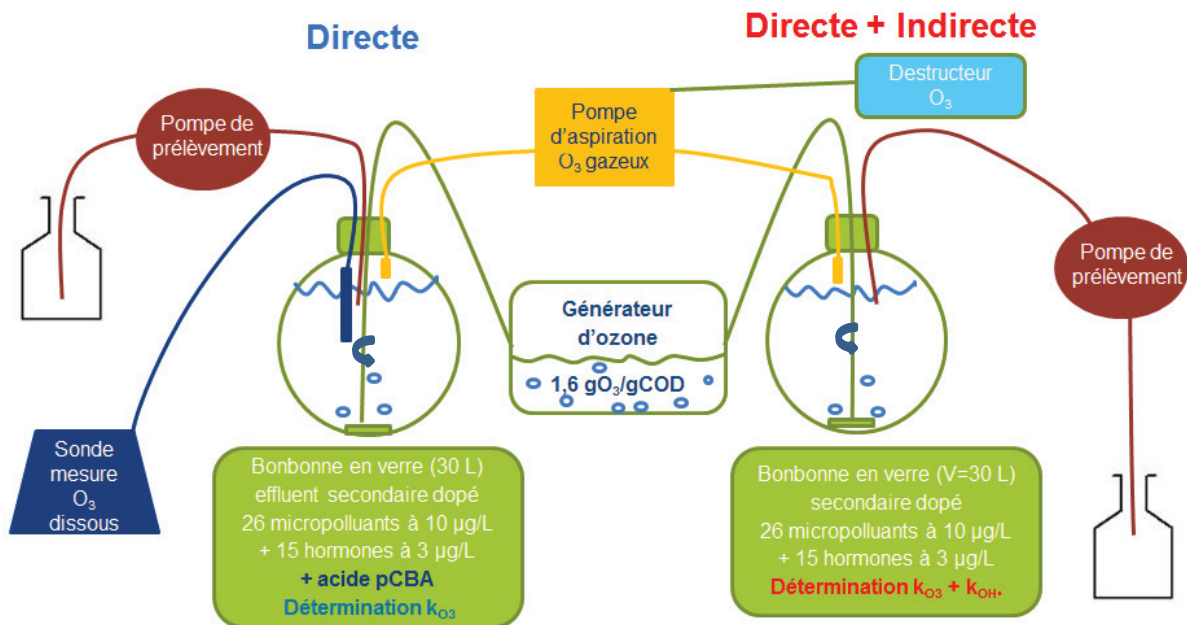 Directe
Directe + Indirecte
Destructeur
O₃
Pompe de
prélèvement
Pompe
d'aspiration
O₃ gazeux
Pompe de
prélèvement
Générateur
d'ozone
1,6 gO₃/gCOD
Sonde
mesure
O₃
dissous
Bonbonne en verre (30 L)
effluent secondaire dopé
26 micropolluants à 10 µg/L
+ 15 hormones à 3 µg/L
+ acide pCBA
Détermination k_O3
Bonbonne en verre (V=30 L)
secondaire dopé
26 micropolluants à 10 µg/L
+ 15 hormones à 3 µg/L
Détermination k_O3 + k_OH•